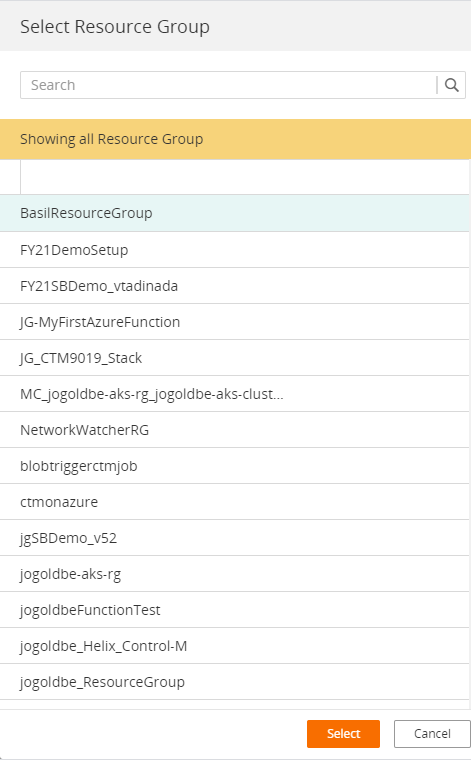 Select Resource Group
Search
Showing all Resource Group
BasilResourceGroup
FY21DemoSetup
FY21SBDemo_vtadinada
JG-MyFirstAzureFunction
JG_CTM9019_Stack
MC_jogoldbe-aks-rg_jogoldbe-aks-clust...
NetworkWatcherRG
blobtriggerctmjob
ctmonazure
jgSBDemo_v52
jogoldbe-aks-rg
jogoldbeFunctionTest
jogoldbe_Helix_Control-M
jogoldbe_ResourceGroup
Select Cancel